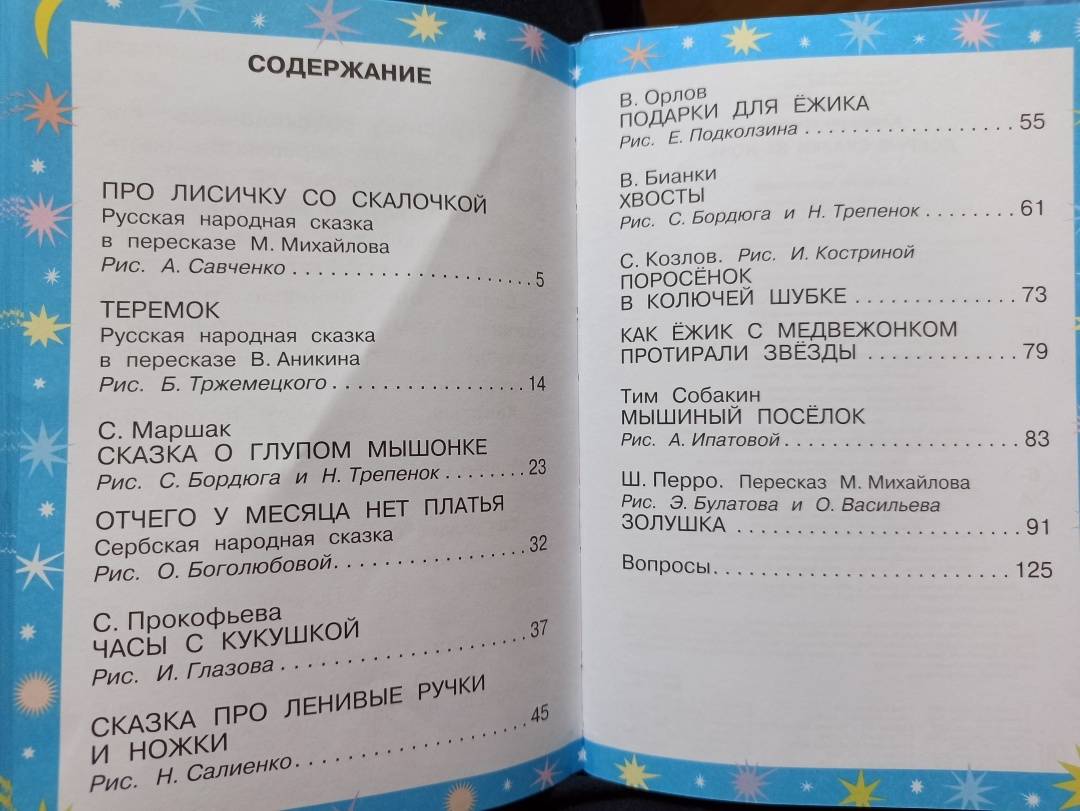 СОДЕРЖАНИЕ
ПРО ЛИСИЧКУ СО СКАЛОЧКОЙ
Русская народная сказка
в пересказе М. Михайлова
Рис. А. Савченко . . . . . . . . . . . . . . . . . . . . . 5
ТЕРЕМОК
Русская народная сказка
в пересказе В. Аникина
Рис. Б. Тржемецкого . . . . . . . . . . . . . . . . . 14
С. Маршак
СКАЗКА О ГЛУПОМ МЫШОНКЕ
Рис. С. Бордюга и Н. Трепенок . . . . . . . . 23
ОТЧЕГО У МЕСЯЦА НЕТ ПЛАТЬЯ
Сербская народная сказка
Рис. О. Боголюбовой . . . . . . . . . . . . . . . . . 32
С. Прокофьева
ЧАСЫ С КУКУШКОЙ
Рис. И. Глазова . . . . . . . . . . . . . . . . . . . . . 37
СКАЗКА ПРО ЛЕНИВЫЕ РУЧКИ
И НОЖКИ
Рис. Н. Салиенко . . . . . . . . . . . . . . . . . . . . 45
В. Орлов
ПОДАРКИ ДЛЯ ЁЖИКА
Рис. Е. Подколзина . . . . . . . . . . . . . . . . . . 55
В. Бианки
ХВОСТЫ
Рис. С. Бордюга и Н. Трепенок . . . . . . . . 61
С. Козлов. Рис. И. Костриной
ПОРОСЁНОК
В КОЛЮЧЕЙ ШУБКЕ . . . . . . . . . . . . . . 73
КАК ЁЖИК С МЕДВЕЖОНКОМ
ПРОТИРАЛИ ЗВЁЗДЫ . . . . . . . . . . . . . 79
Тим Собакин
МЫШИНЫЙ ПОСЁЛОК
Рис. А. Ипатовой . . . . . . . . . . . . . . . . . . . . 83
Ш. Перро. Пересказ М. Михайлова
Рис. Э. Булатова и О. Васильева
ЗОЛУШКА . . . . . . . . . . . . . . . . . . . . . . . . 91
Вопросы . . . . . . . . . . . . . . . . . . . . . . . . . . 125